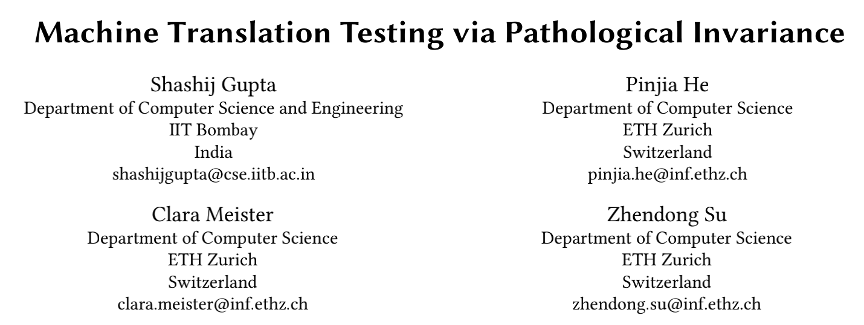 Machine Translation Testing via Pathological Invariance
Shashij Gupta
Department of Computer Science and Engineering
IIT Bombay
India
shashijgupta@cse.iitb.ac.in
Pinjia He
Department of Computer Science
ETH Zurich
Switzerland
pinjia.he@inf.ethz.ch
Clara Meister
Department of Computer Science
ETH Zurich
Switzerland
clara.meister@inf.ethz.ch
Zhendong Su
Department of Computer Science
ETH Zurich
Switzerland
zhendong.su@inf.ethz.ch